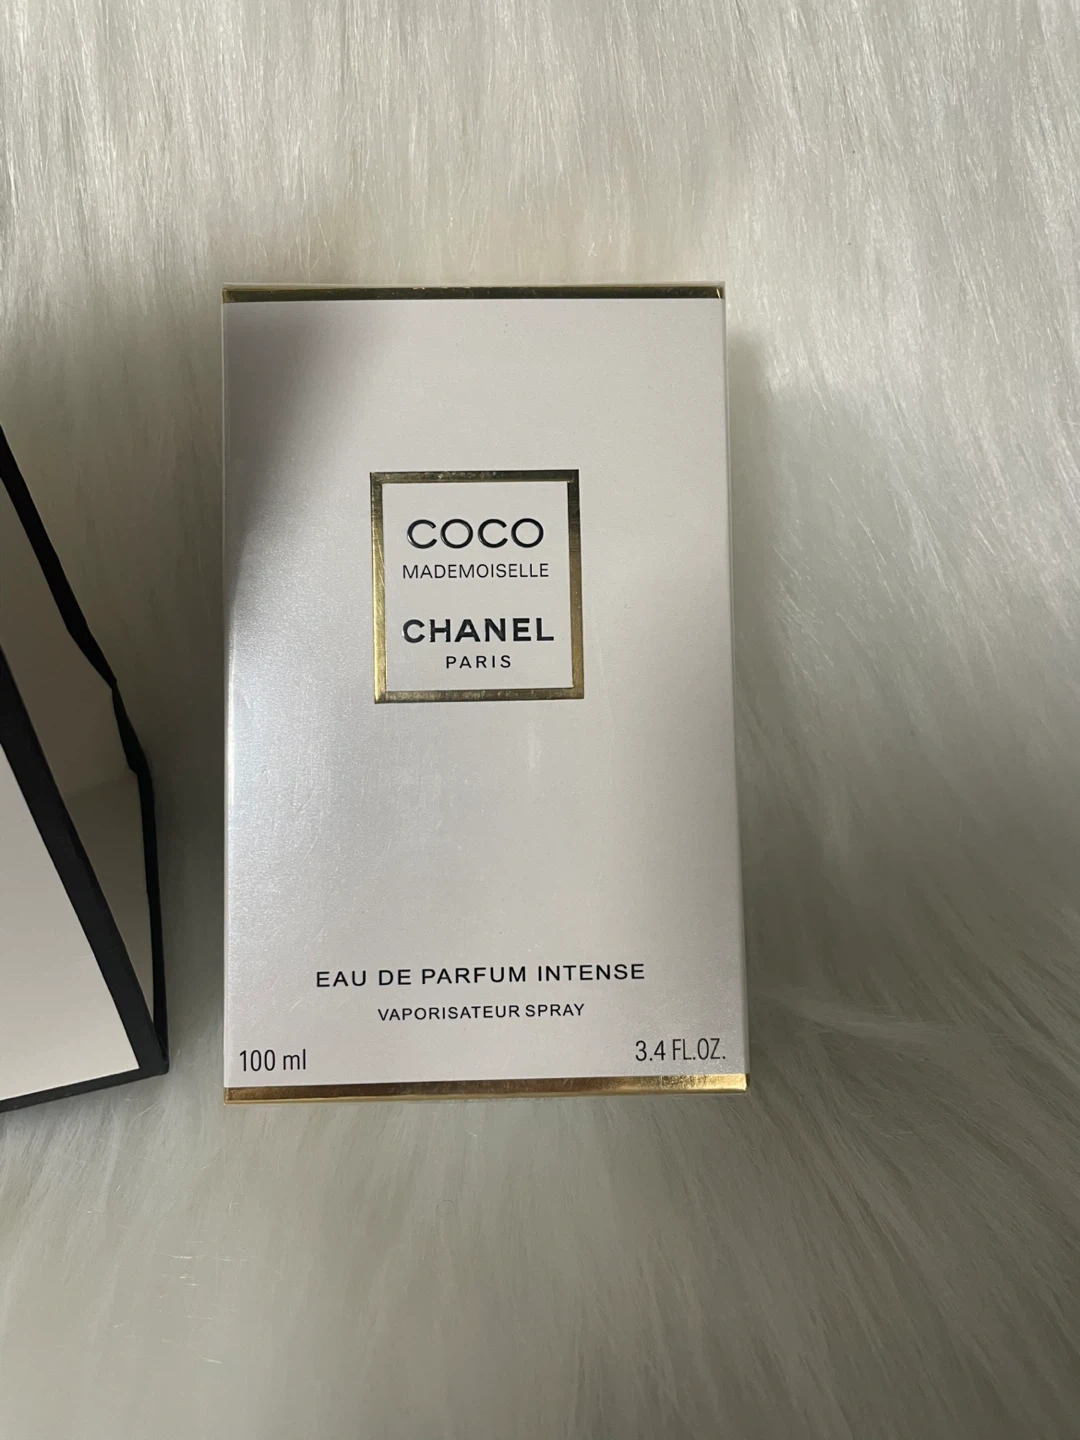 COCO
MADEMOISELLE
CHANEL
PARIS
EAU DE PARFUM INTENSE
VAPORISATEUR SPRAY
100 ml
3.4 FL.OZ.